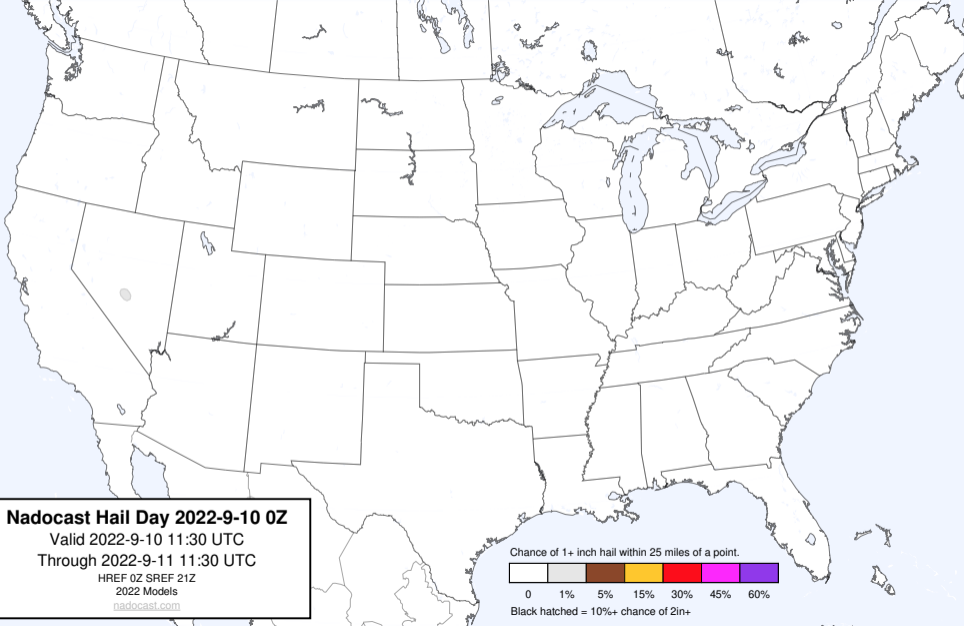 Nadocast Hail Day 2022-9-10 0Z
Valid 2022-9-10 11:30 UTC
Through 2022-9-11 11:30 UTC
HREF 0Z SREF 21Z
2022 Models
nadocast.com
Chance of 1+ inch hail within 25 miles of a point.
0 1% 5% 15% 30% 45% 60%
Black hatched = 10%+ chance of 2in+